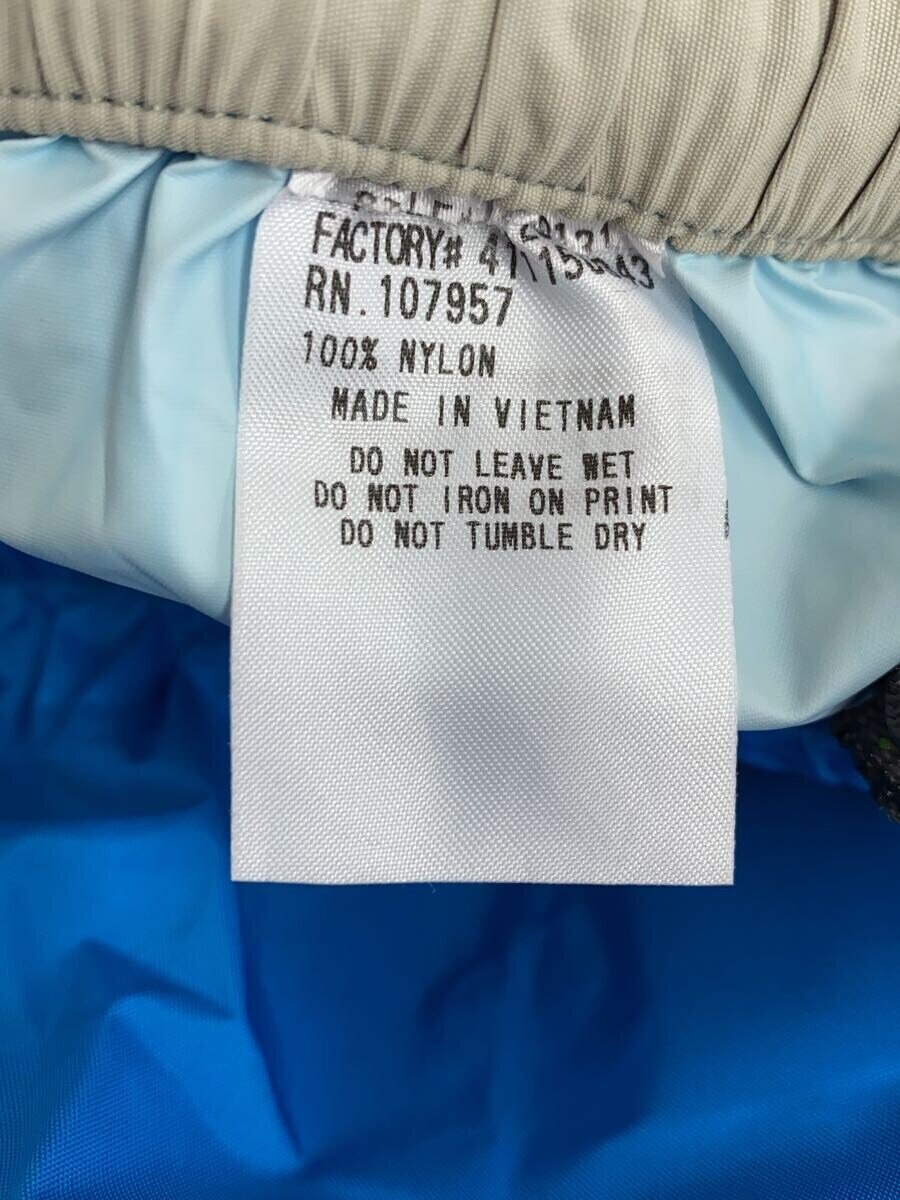 FACTORY#
RN.107957
100% NYLON
MADE IN VIETNAM
DO NOT LEAVE WET
DO NOT IRON ON PRINT
DO NOT TUMBLE DRY